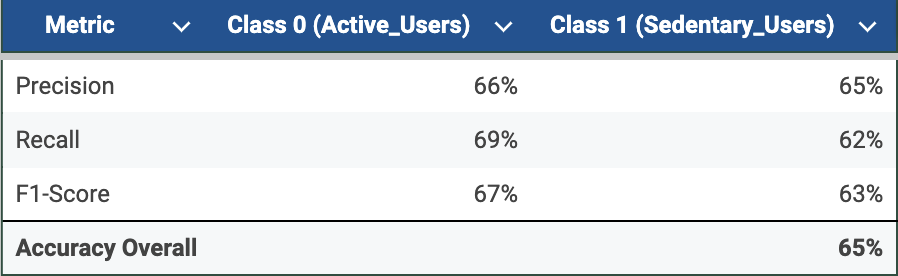 Metric Class 0 (Active_Users) Class 1 (Sedentary_Users)
Precision 66% 65%
Recall 69% 62%
F1-Score 67% 63%
Accuracy Overall 65%